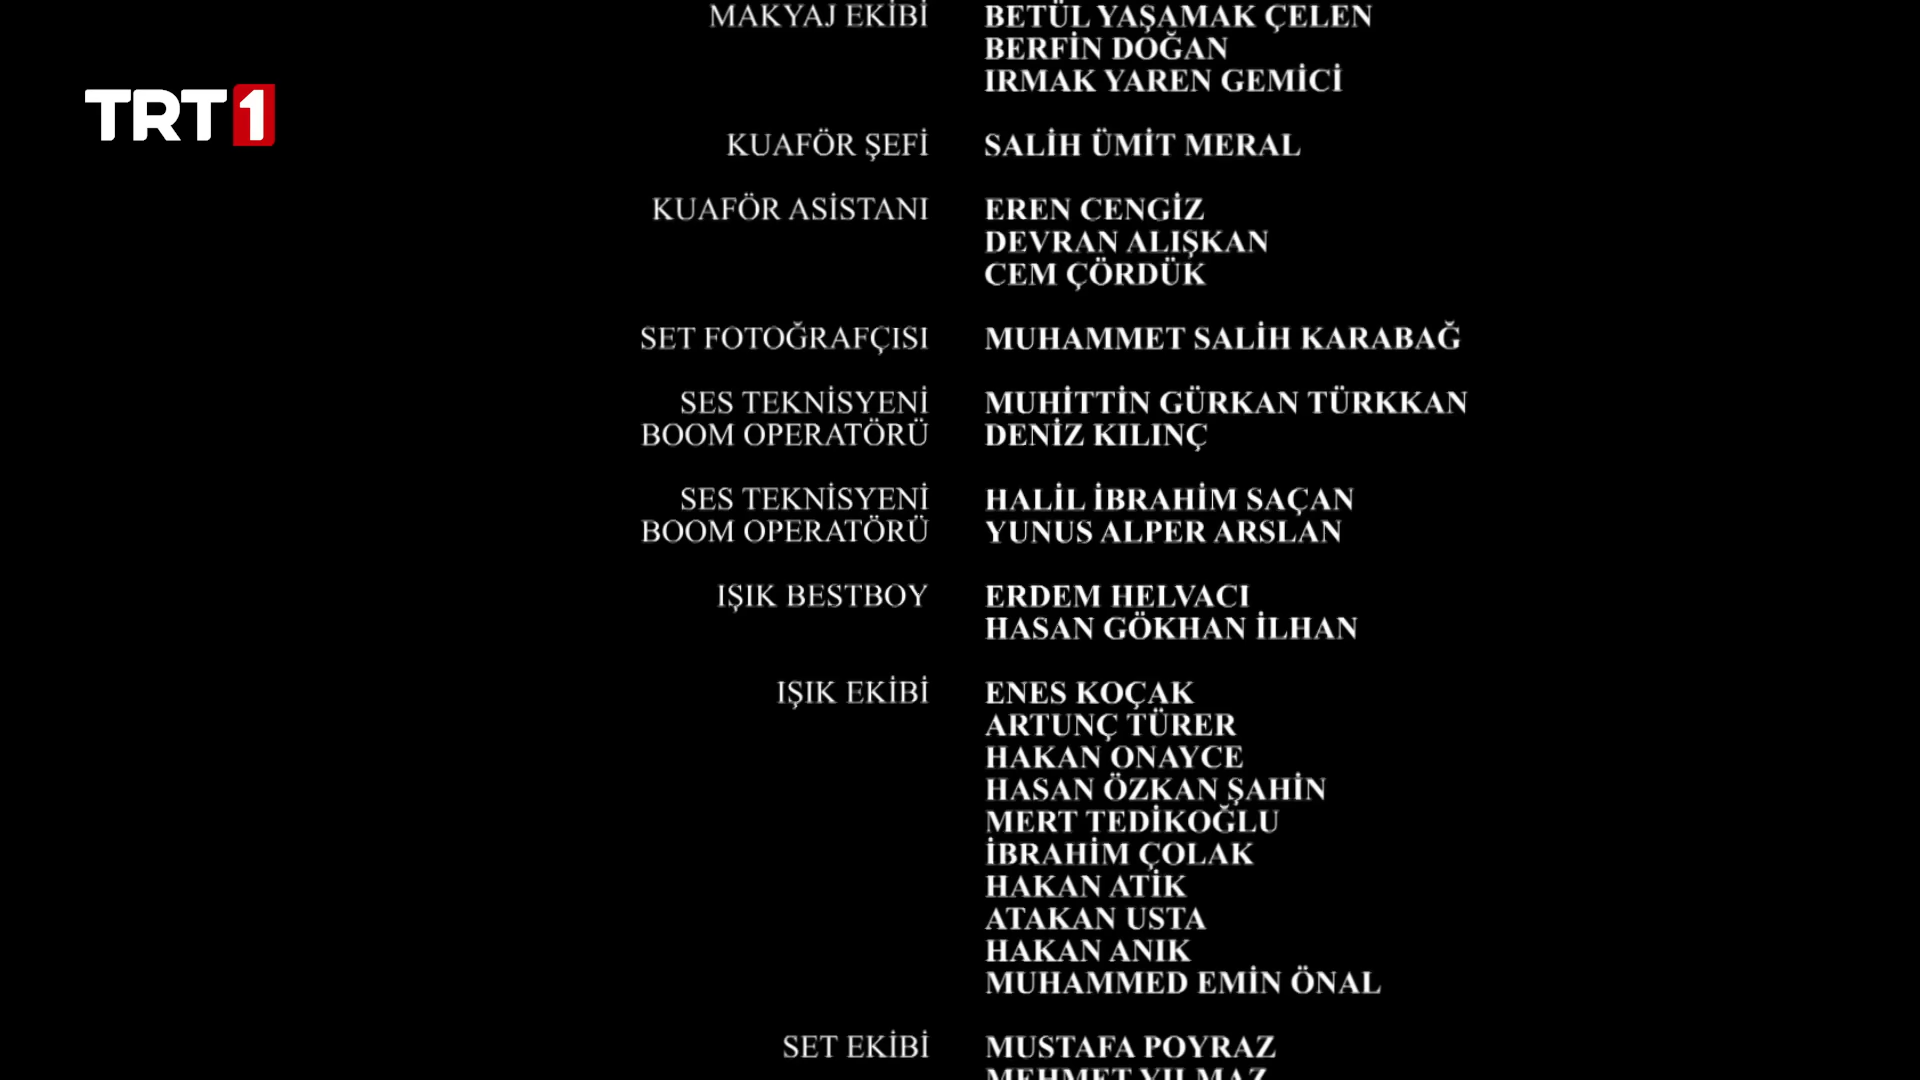 MAKYAJ EKİBİ BETÜL YAŞAMAK ÇELEN
BERFİN DOĞAN
IRMAK YAREN GEMİCİ
TRT 1
KUAFÖR ŞEFİ SALİH ÜMİT MERAL
KUAFÖR ASİSTANI EREN CENGİZ
DEVRAN ALIŞKAN
CEM ÇÖRDÜK
SET FOTOĞRAFÇISI MUHAMMET SALİH KARABAĞ
SES TEKNİSYENİ MUHİTTİN GÜRKAN TÜRKKAN
BOOM OPERATÖRÜ DENİZ KILINÇ
SES TEKNİSYENİ HALİL İBRAHİM SAÇAN
BOOM OPERATÖRÜ YUNUS ALPER ARSLAN
IŞIK BESTBOY ERDEM HELVACI
HASAN GÖKHAN İLHAN
IŞIK EKİBİ ENES KOÇAK
ARTUNÇ TÜRER
HAKAN ONAYCE
HASAN ÖZKAN ŞAHİN
MERT TEDİKOĞLU
İBRAHİM ÇOLAK
HAKAN ATİK
ATAKAN USTA
HAKAN ANIK
MUHAMMED EMİN ÖNAL
SET EKİBİ MUSTAFA POYRAZ
MEHMET YILMAZ